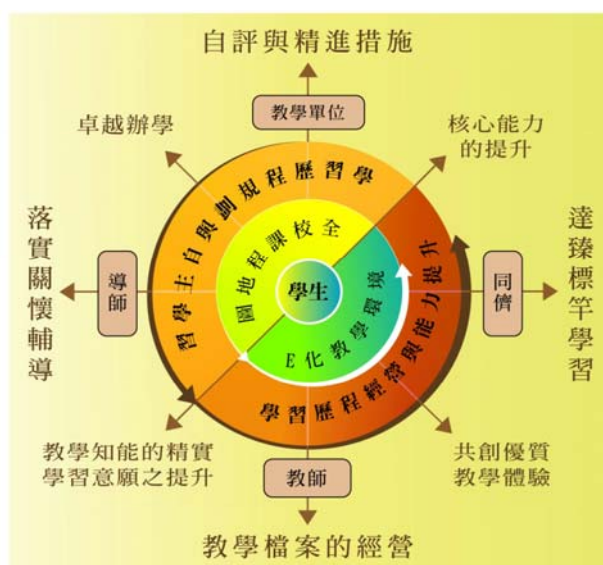 自評與精進措施
教學單位
卓越辦學
核心能力
的提升
學習歷程規劃與自主學習
全校課程地圖
落實關懷輔導
導師
學生
同儕
達臻標竿學習
E化教學環境
學習歷程經營與能力提升
教學知能的精實
學習意願之提升
共創優質
教學體驗
教師
教學檔案的經營